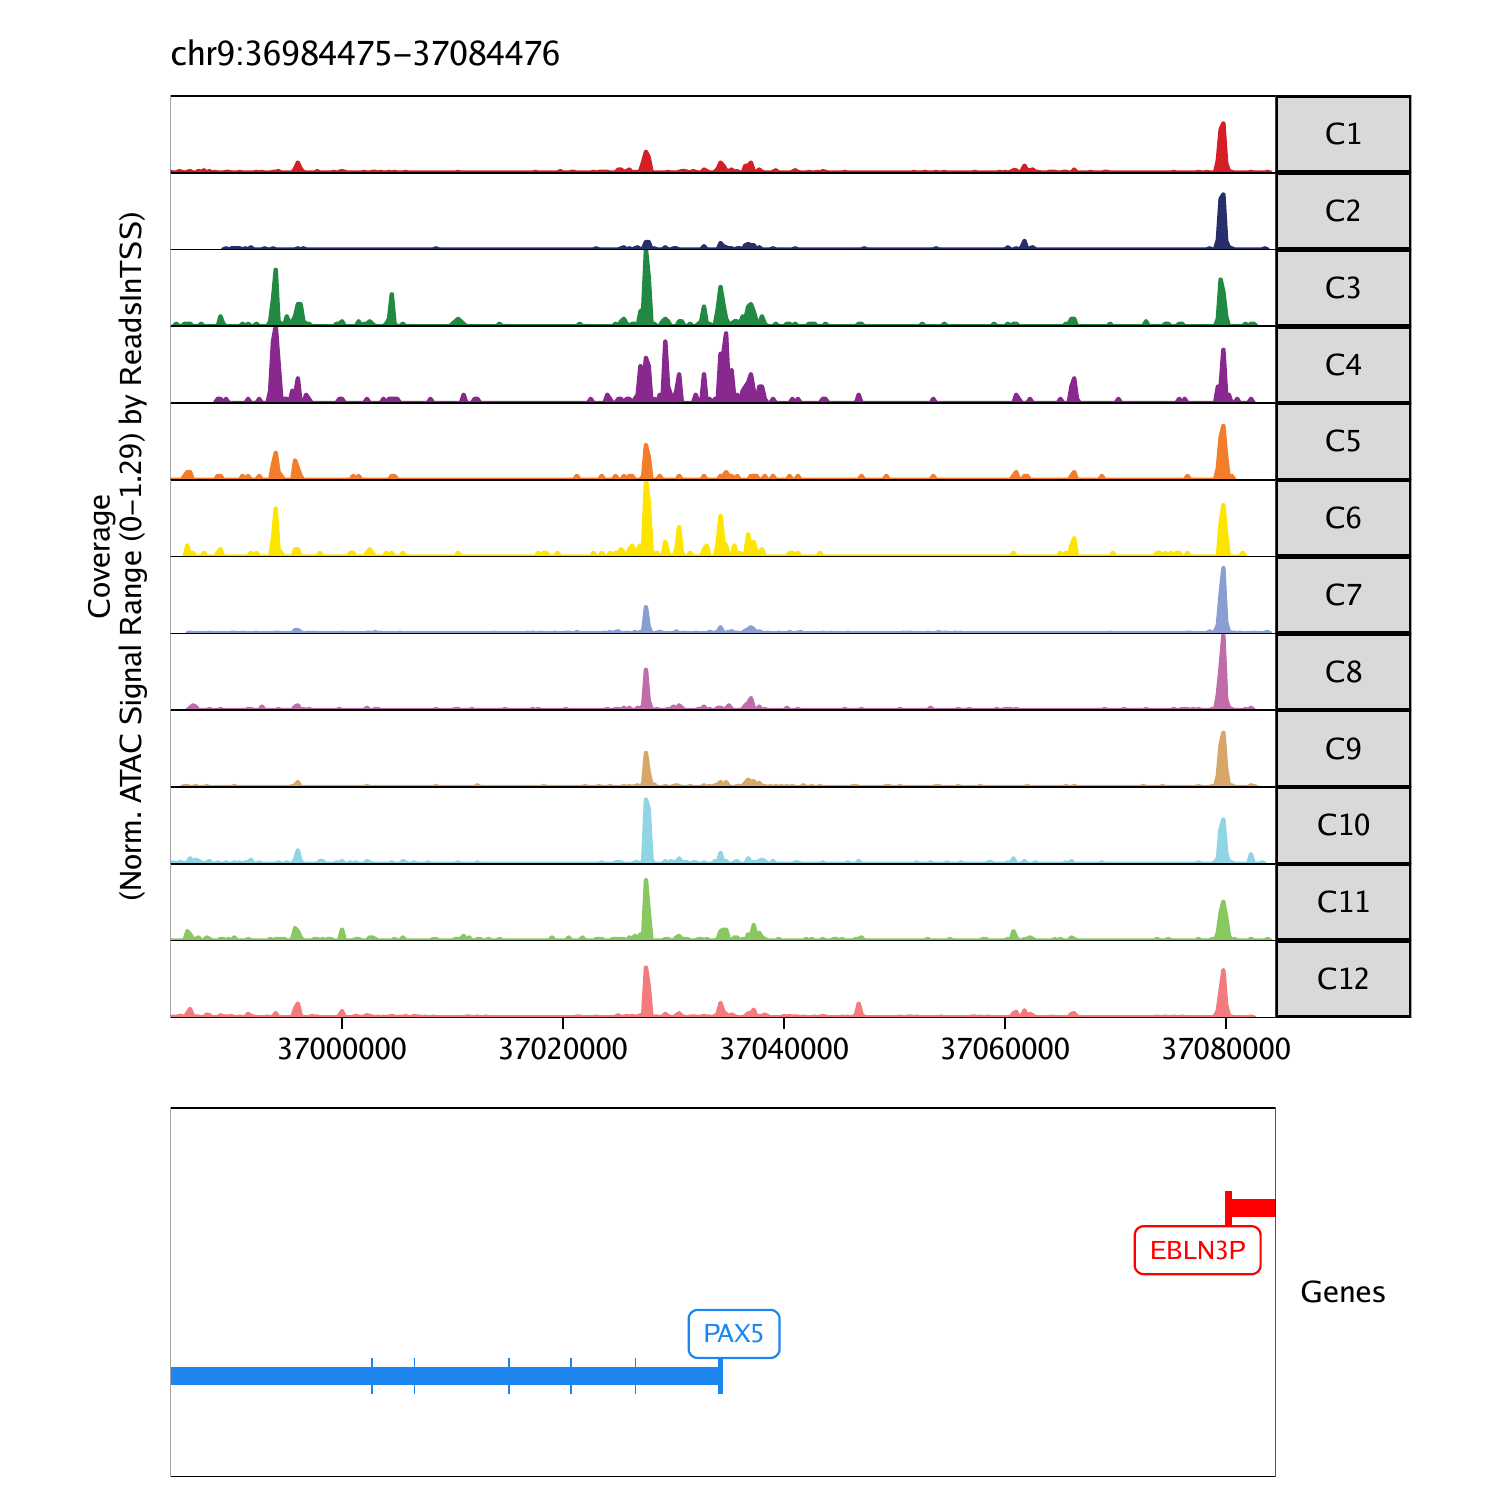 chr9:36984475−37084476
Coverage
(Norm. ATAC Signal Range (0−1.29) by ReadsInTSS)
C1
C2
C3
C4
C5
C6
C7
C8
C9
C10
C11
C12
37000000 37020000 37040000 37060000 37080000
EBLN3P
Genes
PAX5